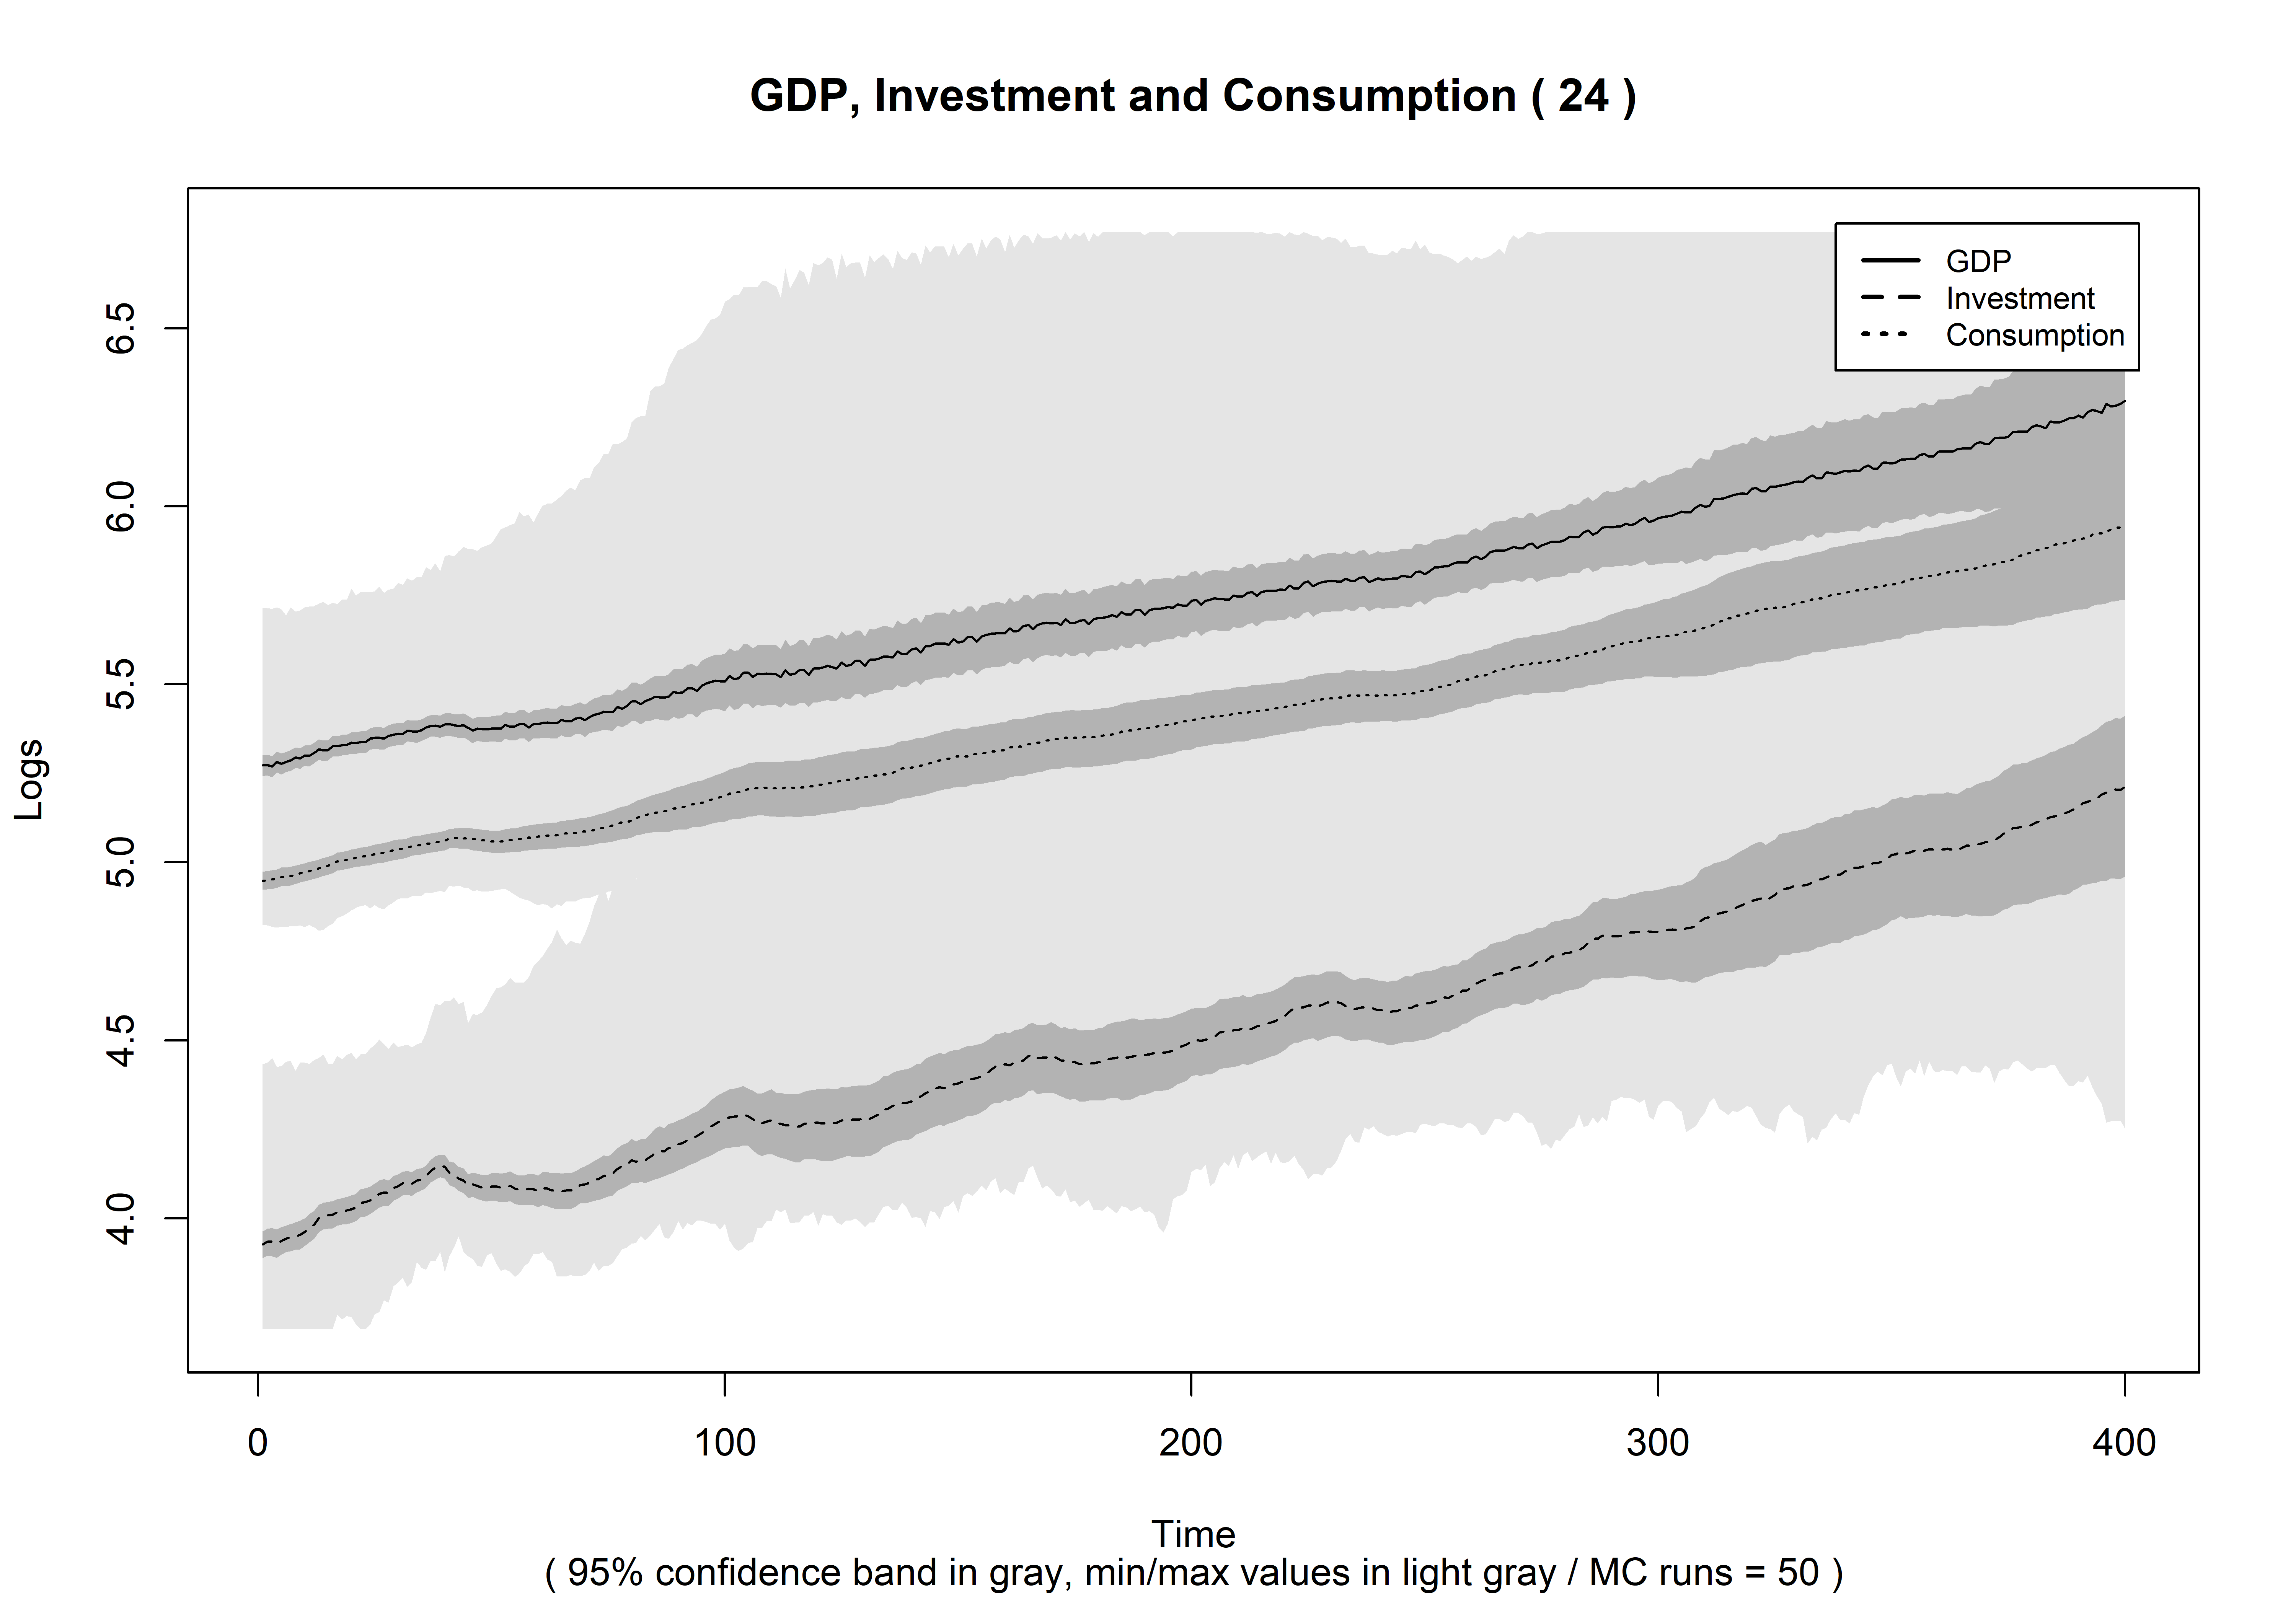 GDP, Investment and Consumption ( 24 )
GDP
Investment
Consumption
Logs
6.5
6.0
5.5
5.0
4.5
4.0
0 100 200 300 400
Time
( 95% confidence band in gray, min/max values in light gray / MC runs = 50 )